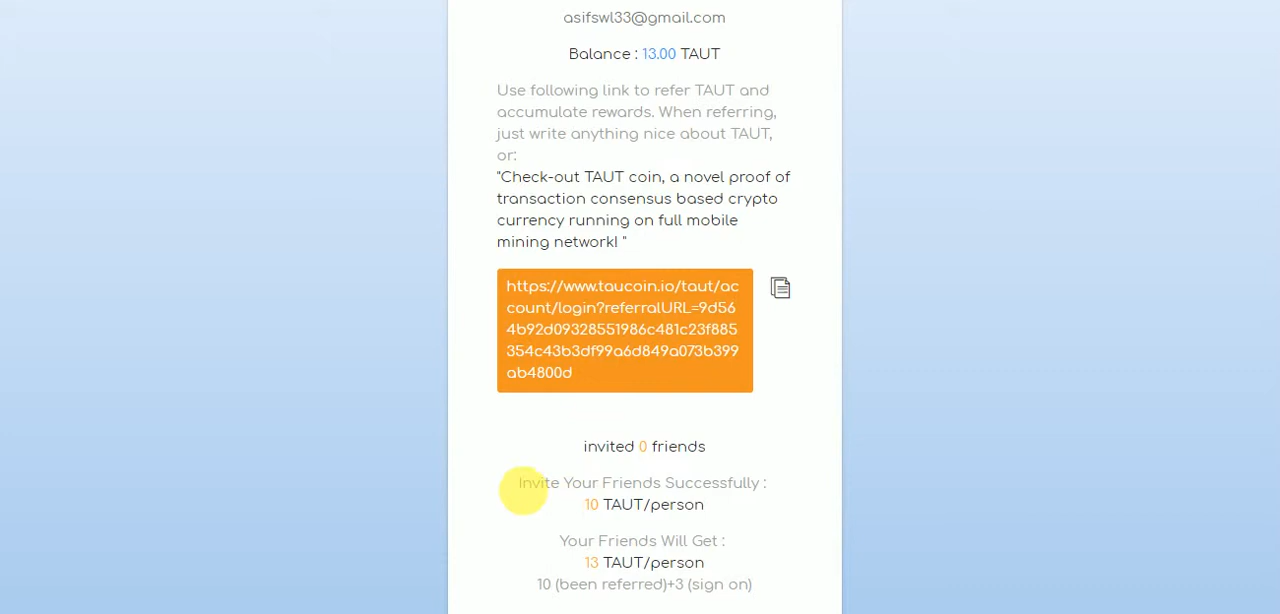 asifswl33@gmail.com
Balance : 13.00 TAUT
Use following link to refer TAUT and
accumulate rewards. When referring,
just write anything nice about TAUT,
or:
"Check-out TAUT coin, a novel proof of
transaction consensus based crypto
currency running on full mobile
mining network! "
https://www.taucoin.io/taut/ac
count/login?referralURL=9d56
4b92d09328551986c481c23f885
354c43b3df99a6d849a073b399
ab4800d
invited 0 friends
Invite Your Friends Successfully :
10 TAUT/person
Your Friends Will Get :
13 TAUT/person
10 (been referred)+3 (sign on)